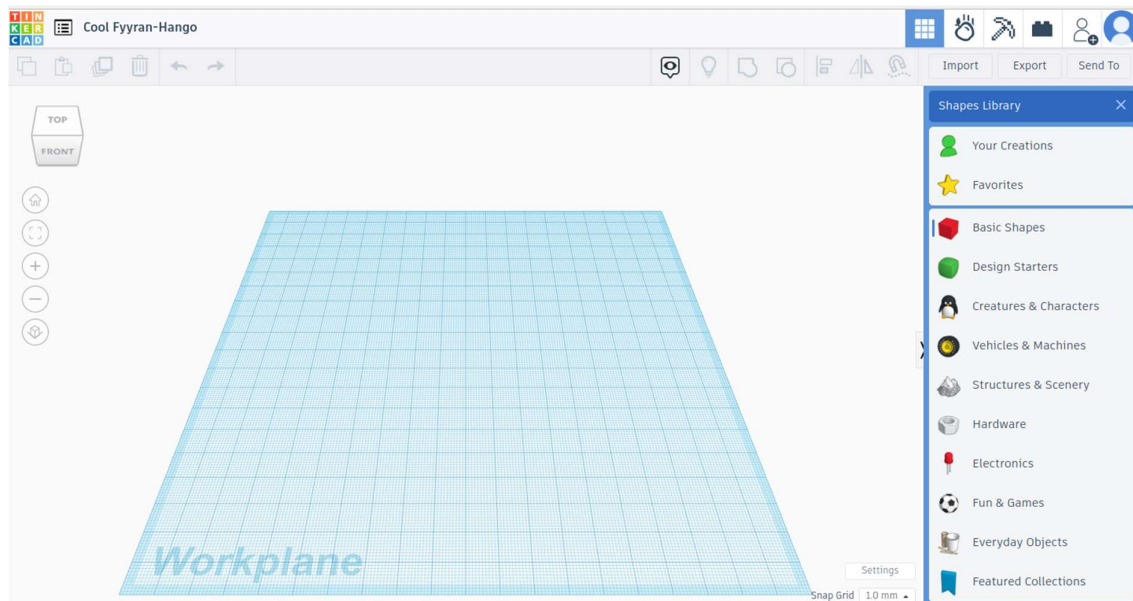 TIN
KER
CAD
Cool Fyyran-Hango
Import
Export
Send To
TOP
FRONT
Shapes Library
Your Creations
Favorites
Basic Shapes
Design Starters
Creatures & Characters
Vehicles & Machines
Structures & Scenery
Hardware
Electronics
Fun & Games
Everyday Objects
Featured Collections
Workplane
Settings
Snap Grid 1.0 mm